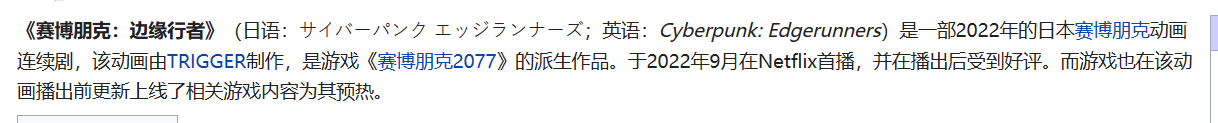 《赛博朋克：边缘行者》（日语：サイバーパンク エッジランナーズ；英语：Cyberpunk: Edgerunners）是一部2022年的日本赛博朋克动画
连续剧，该动画由TRIGGER制作，是游戏《赛博朋克2077》的派生作品。于2022年9月在Netflix首播，并在播出后受到好评。而游戏也在该动
画播出前更新上线了相关游戏内容为其预热。